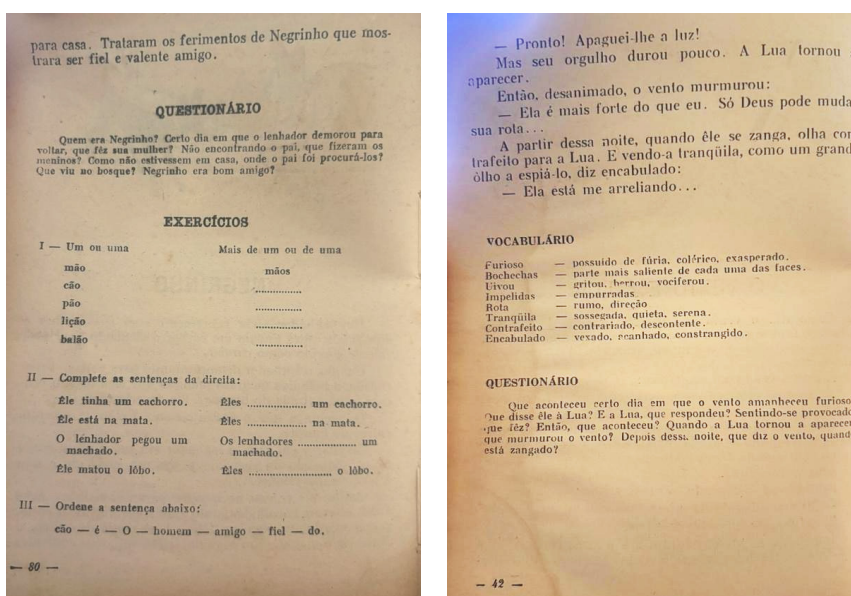 para casa. Trataram os ferimentos de Negrinho que mos-
trara ser fiel e valente amigo.
QUESTIONÁRIO
Quem era Negrinho? Certo dia em que o lenhador demorou para
voltar, que fêz sua mulher? Não encontrando o pai, que fizeram os
meninos? Como não estivessem em casa, onde o pai foi procurá-los?
Que viu no bosque? Negrinho era bom amigo?
EXERCÍCIOS
I — Um ou uma Mais de um ou de uma
mão mãos
cão ................
pão ................
lição ................
balão ................
II — Complete as sentenças da direita:
Êle tinha um cachorro. Êles .................... um cachorro.
Êle está na mata. Êles .................... na mata.
O lenhador pegou um Os lenhadores .................... um
machado. machado.
Êle matou o lôbo. Êles .............................. o lôbo.
III — Ordene a sentença abaixo:
cão — é — O — homem — amigo — fiel — do.
— 80 —
— Pronto! Apaguei-lhe a luz!
Mas seu orgulho durou pouco. A Lua tornou
aparecer.
Então, desanimado, o vento murmurou:
— Ela é mais forte do que eu. Só Deus pode muda
sua rota...
A partir dessa noite, quando êle se zanga, olha con
trafeito para a Lua. E vendo-a tranqüila, como um grand
ôlho a espiá-lo, diz encabulado:
— Ela está me arreliando...
VOCABULÁRIO
Furioso — possuído de fúria, colérico, exasperado.
Bochechas — parte mais saliente de cada uma das faces.
Uivou — gritou, berrou, vociferou.
Impelidas — empurradas
Rota — rumo, direção
Tranqüila — sossegada, quieta, serena.
Contrafeito — contrariado, descontente.
Encabulado — vexado, acanhado, constrangido.
QUESTIONÁRIO
Que aconteceu certo dia em que o vento amanheceu furioso
Que disse êle à Lua? E a Lua, que respondeu? Sentindo-se provocado
que fêz? Então, que aconteceu? Quando a Lua tornou a aparecer
que murmurou o vento? Depois dessa noite, que diz o vento, quand
está zangado?
— 42 —